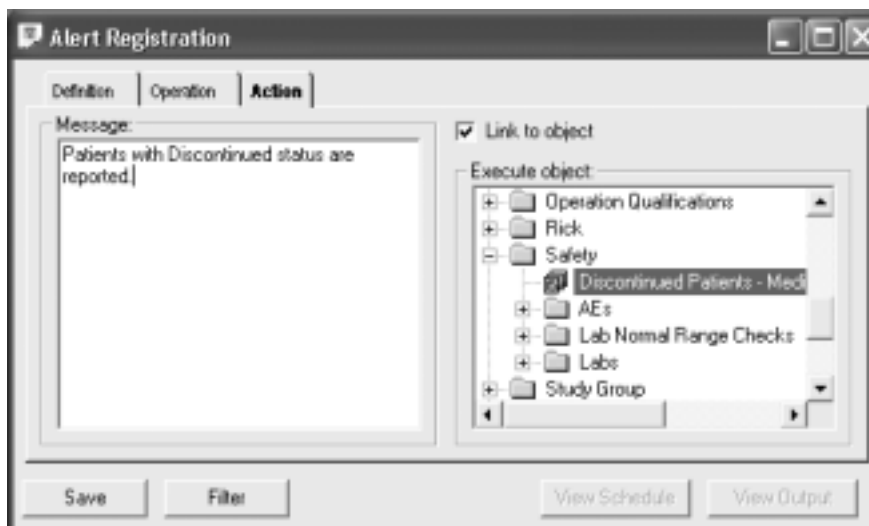 Alert Registration
Definition
Operation
Action
Message:
Patients with Discontinued status are
reported.
Link to object
Execute object:
Operation Qualifications
Rick
Safety
Discontinued Patients - Medi
AEs
Lab Normal Range Checks
Labs
Study Group
Save
Filter
View Schedule
View Output